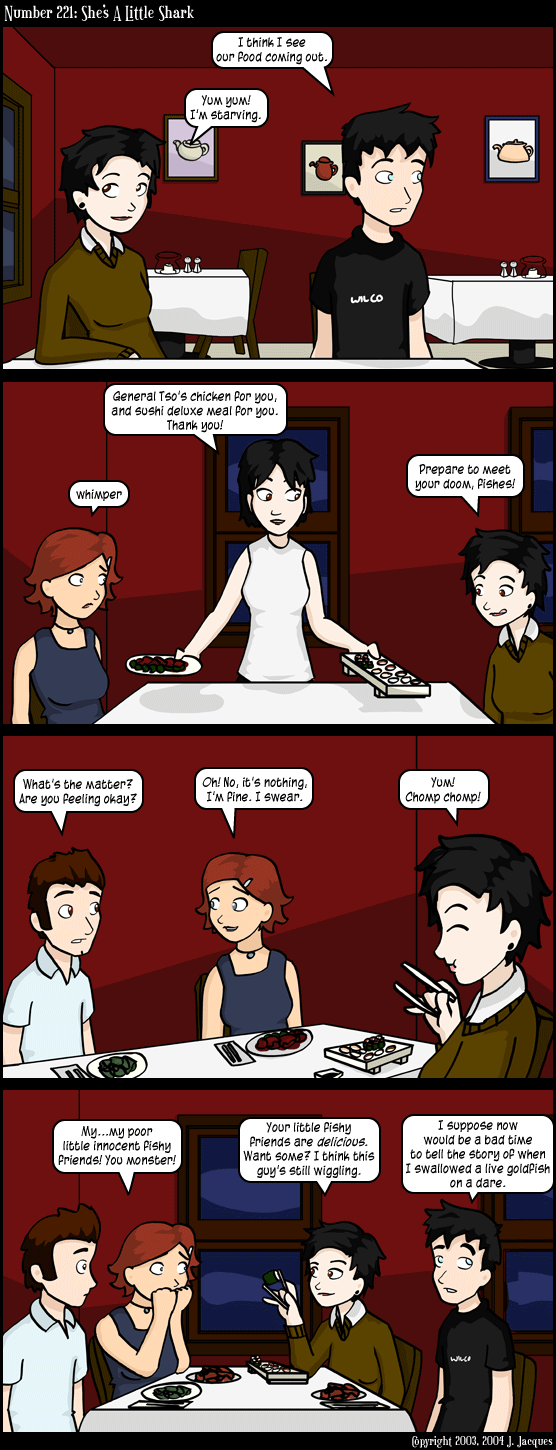 Number 221: She's A Little Shark
I think I see
our food coming out.
Yum yum!
I'm starving.
WILCO
General Tso's chicken for you,
and sushi deluxe meal for you.
Thank you!
whimper
Prepare to meet
your doom, fishes!
What's the matter?
Are you feeling okay?
Oh! No, it's nothing,
I'm fine. I swear.
Yum!
Chomp chomp!
My...my poor
little innocent fishy
friends! You monster!
Your little fishy
friends are delicious.
Want some? I think this
guy's still wiggling.
I suppose now
would be a bad time
to tell the story of when
I swallowed a live goldfish
on a dare.
WILCO
Copyright 2003, 2004 J. Jacques